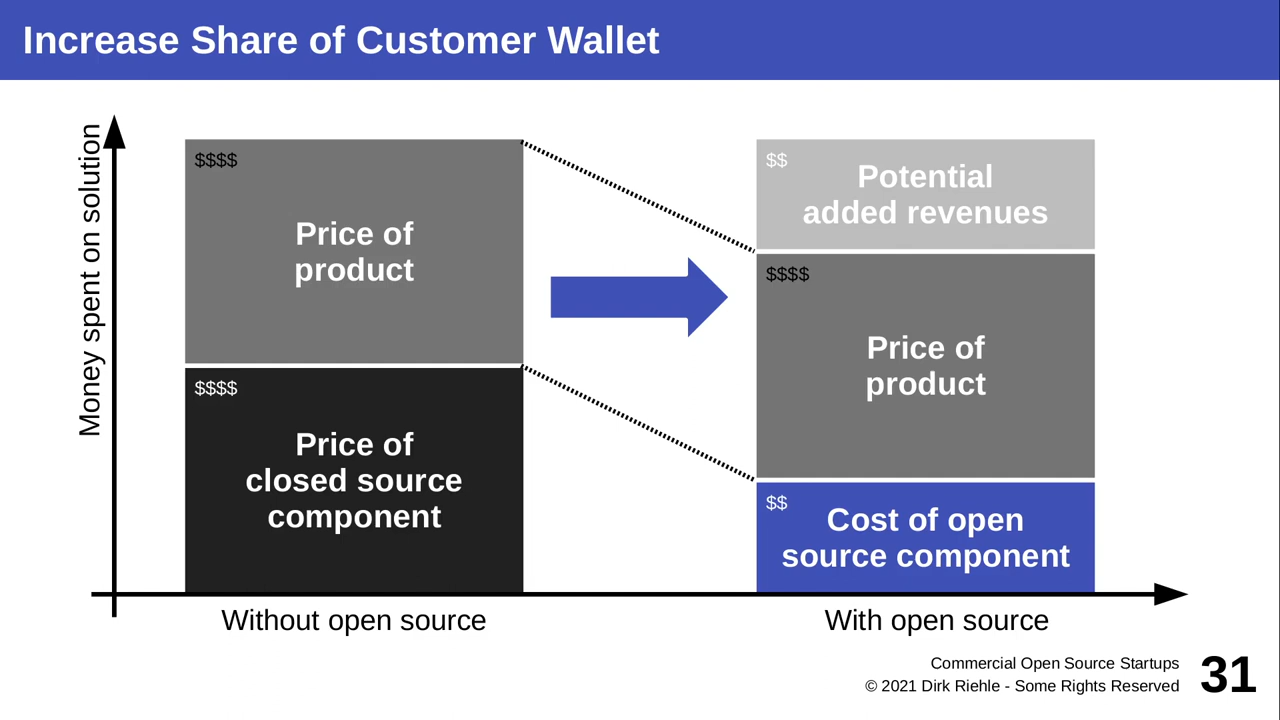 Increase Share of Customer Wallet
Money spent on solution
$$$$
Price of
product
$$$$
Price of
closed source
component
Without open source
$$
Potential
added revenues
$$$$
Price of
product
$$
Cost of open
source component
With open source
Commercial Open Source Startups
© 2021 Dirk Riehle - Some Rights Reserved
31